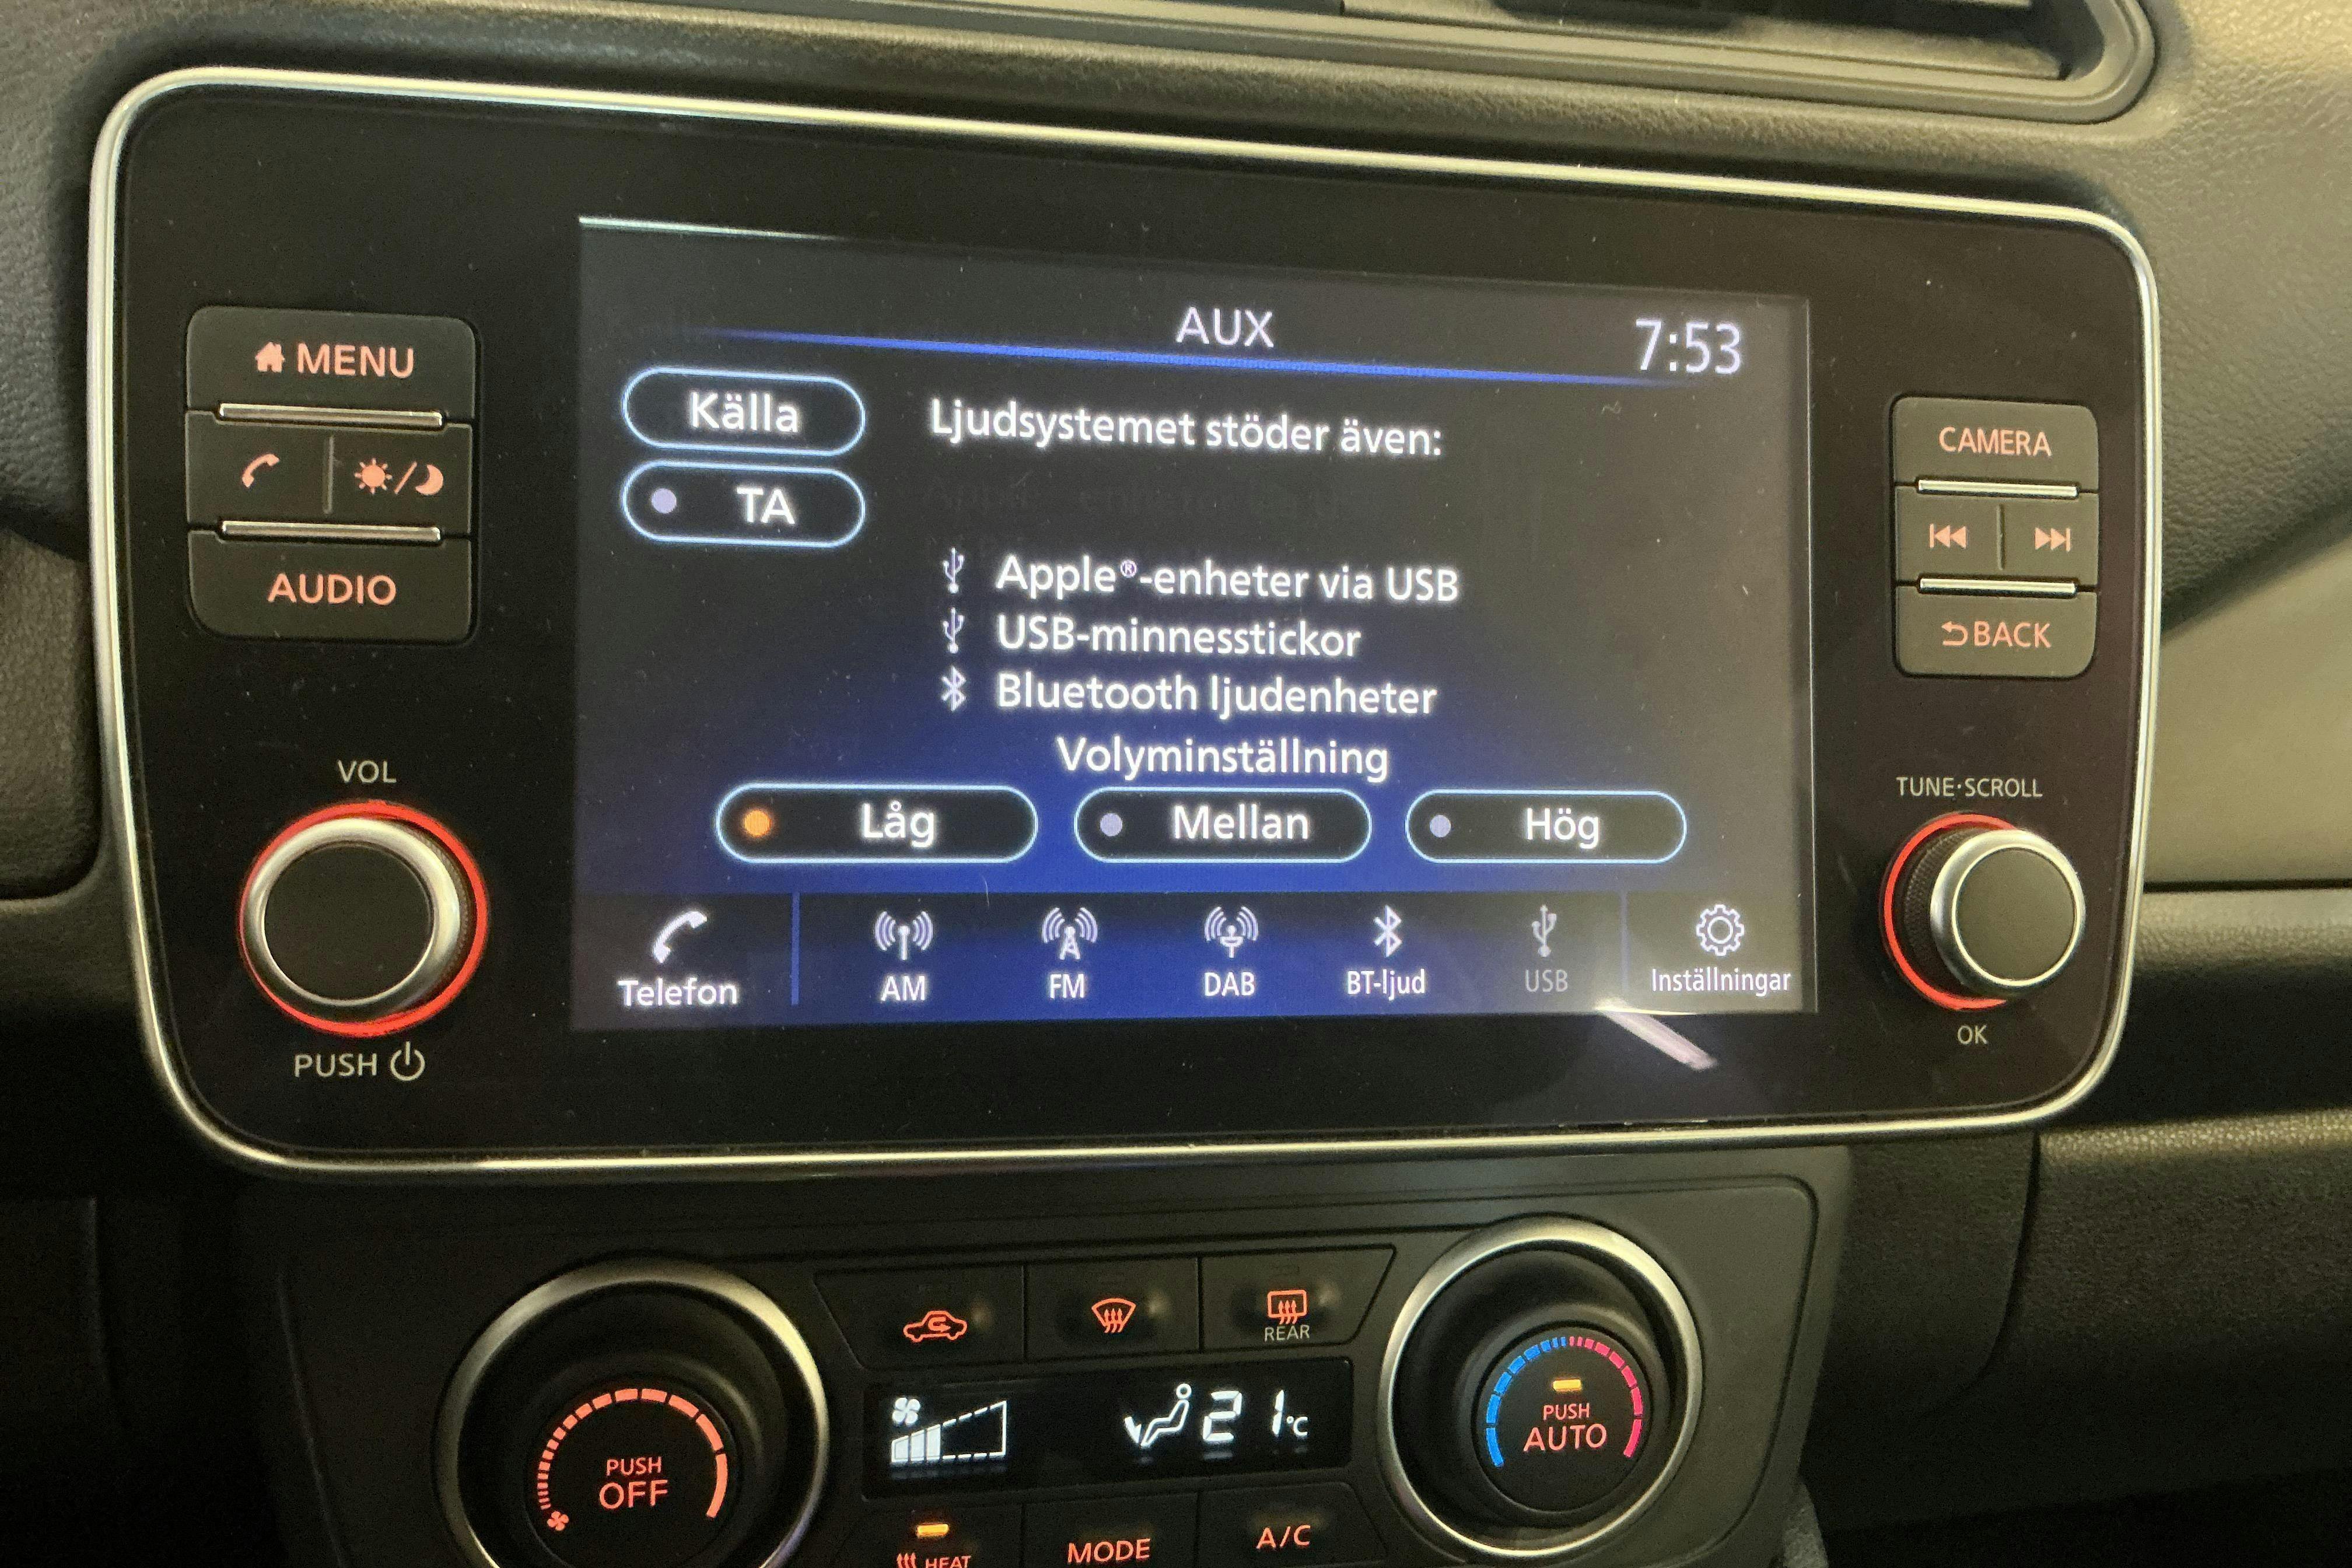 MENU
AUDIO
VOL
PUSH
AUX
7:53
Källa
TA
Ljudsystemet stöder även:
Apple®-enheter via USB
USB-minnesstickor
Bluetooth ljudenheter
Volyminställning
Låg
Mellan
Hög
Telefon
AM
FM
DAB
BT-ljud
USB
Inställningar
CAMERA
BACK
TUNE·SCROLL
OK
REAR
PUSH
OFF
21°C
PUSH
AUTO
HEAT
MODE
A/C